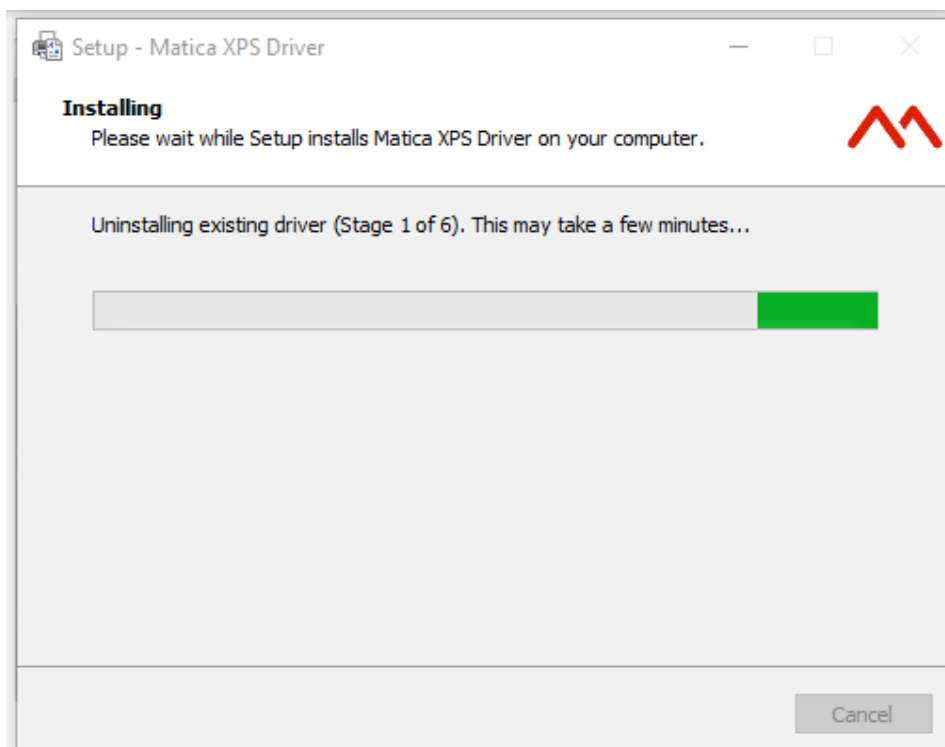 Setup - Matica XPS Driver
Installing
Please wait while Setup installs Matica XPS Driver on your computer.
Uninstalling existing driver (Stage 1 of 6). This may take a few minutes...
Cancel